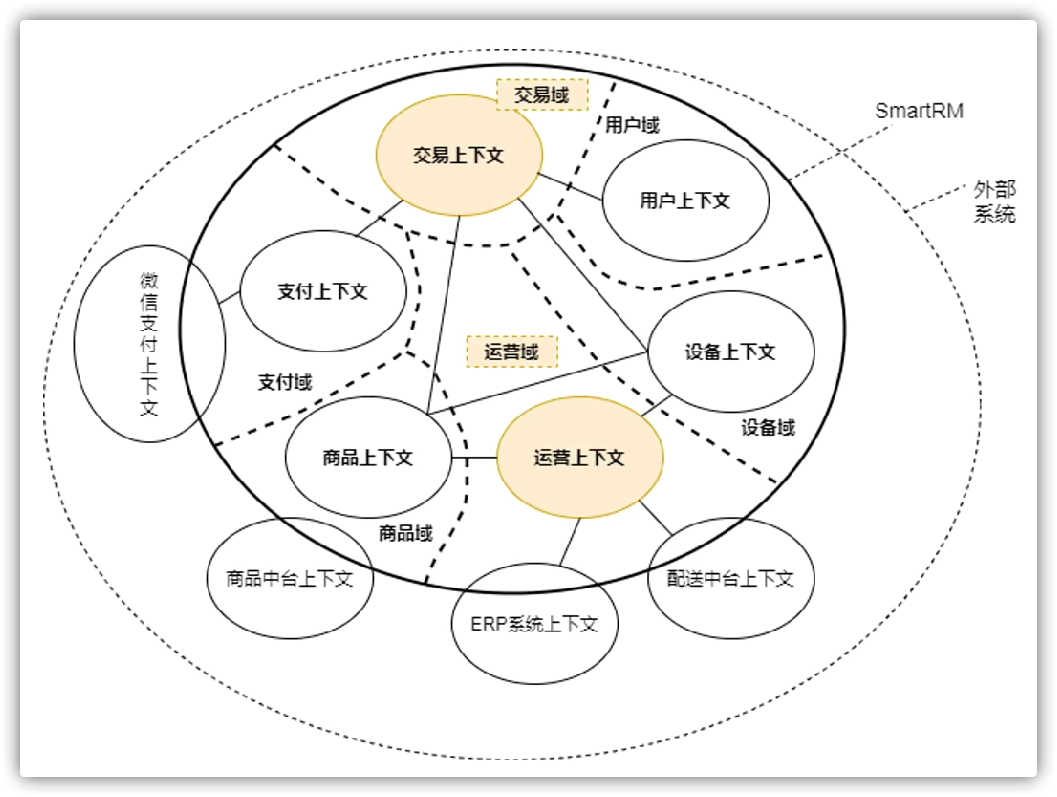 交易域
SmartRM
用户域
交易上下文
外部
系统
用户上下文
微信支付上下文
支付上下文
运营域
设备上下文
支付域
设备域
商品上下文
运营上下文
商品域
商品中台上下文
配送中台上下文
ERP系统上下文